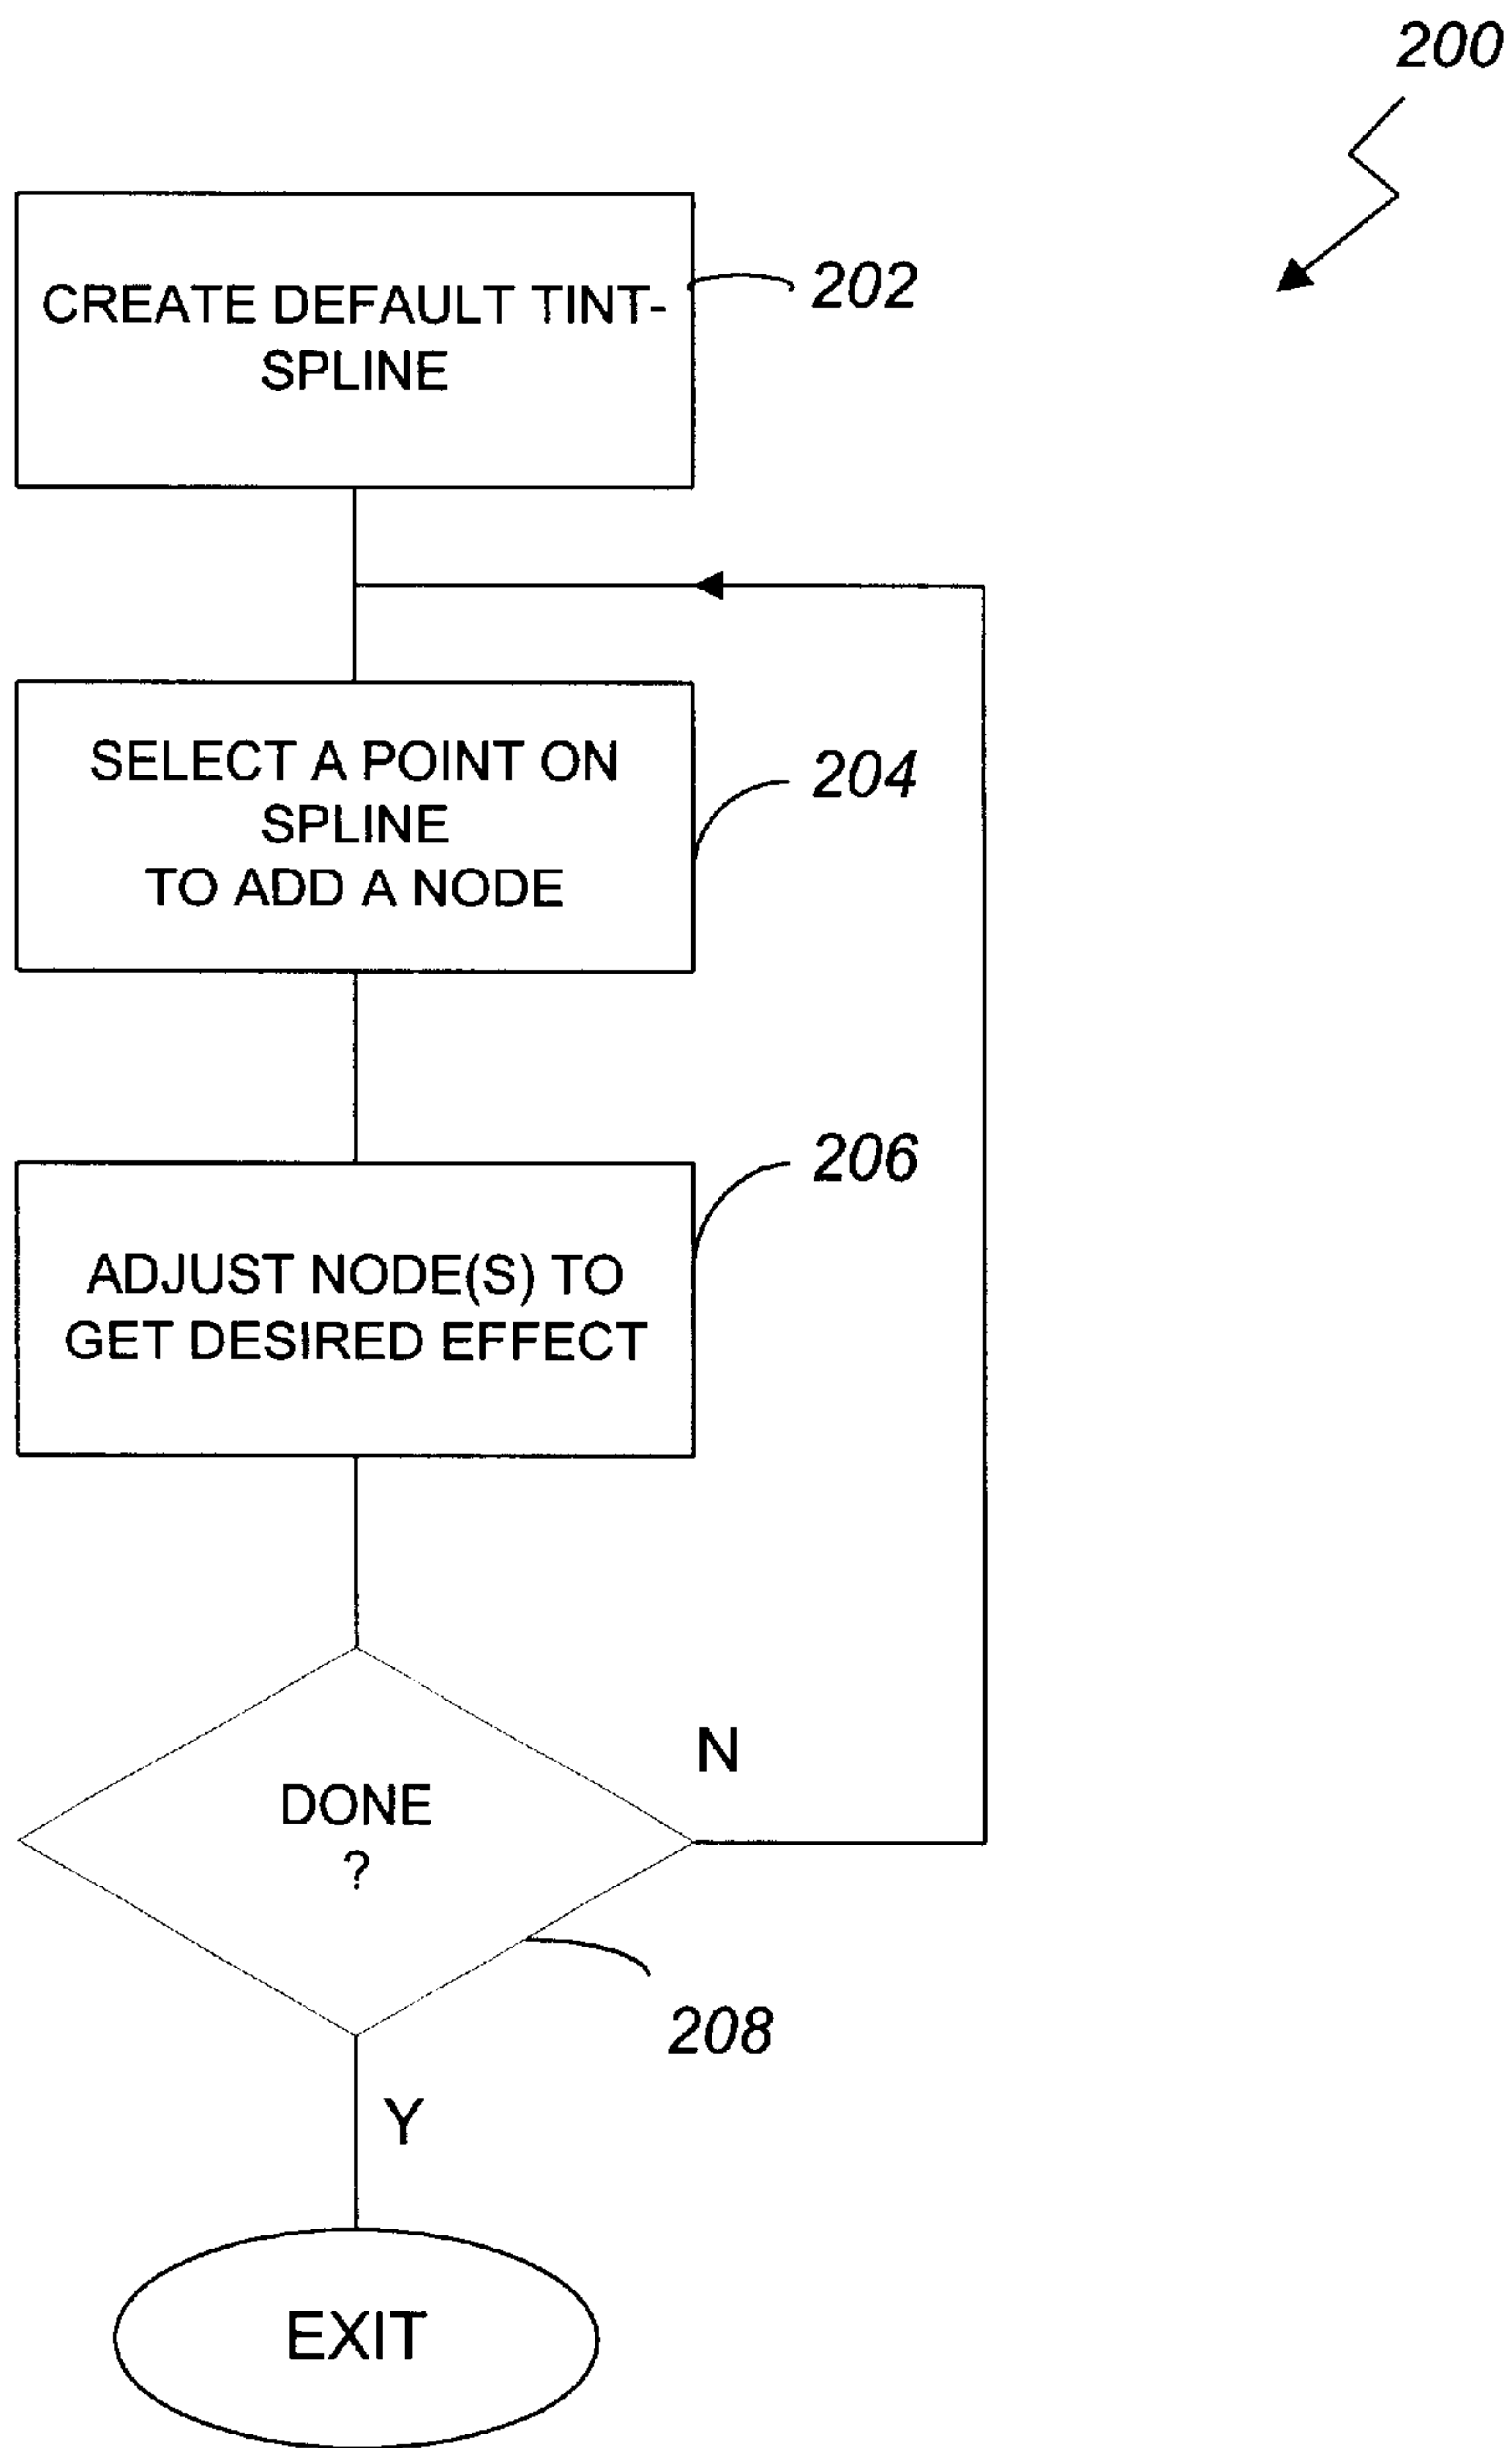 200
CREATE DEFAULT TINT-
SPLINE
202
SELECT A POINT ON
SPLINE
TO ADD A NODE
204
ADJUST NODE(S) TO
GET DESIRED EFFECT
206
DONE
?
N
208
Y
EXIT